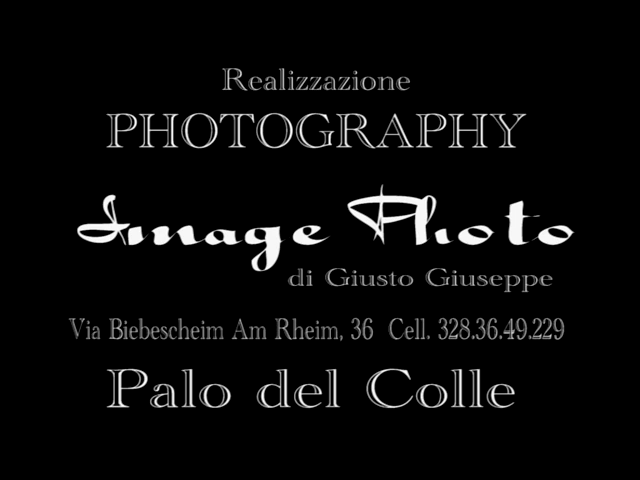 Realizzazione
PHOTOGRAPHY
Image Photo
di Giusto Giuseppe
Via Biebescheim Am Rheim, 36 Cell. 328.36.49.229
Palo del Colle